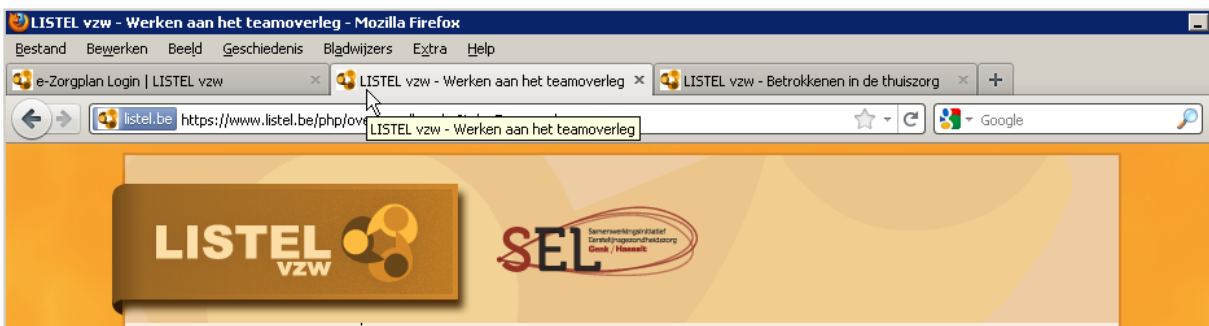 LISTEL vzw - Werken aan het teamoverleg - Mozilla Firefox
Bestand Bewerken Beeld Geschiedenis Bladwijzers Extra Help
e-Zorgplan Login | LISTEL vzw LISTEL vzw - Werken aan het teamoverleg LISTEL vzw - Betrokkenen in de thuiszorg
listel.be https://www.listel.be/php/ove Google
LISTEL vzw - Werken aan het teamoverleg
LISTEL
vzw
SEL
Samenwerkingsinitiatief
Eerstelijnsgezondheidszorg
Genk / Hasselt